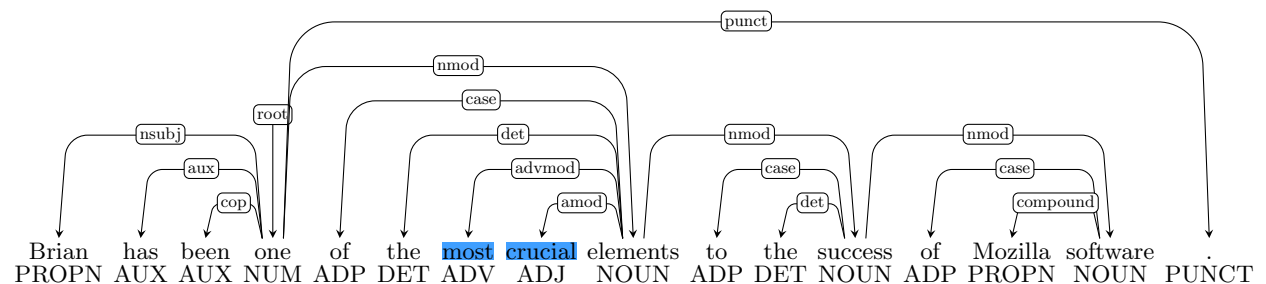 punct
nmod
case
root
nsubj det nmod nmod
aux advmod case case
cop amod det compound
Brian has been one of the most crucial elements to the success of Mozilla software .
PROPN AUX AUX NUM ADP DET ADV ADJ NOUN ADP DET NOUN ADP PROPN NOUN PUNCT